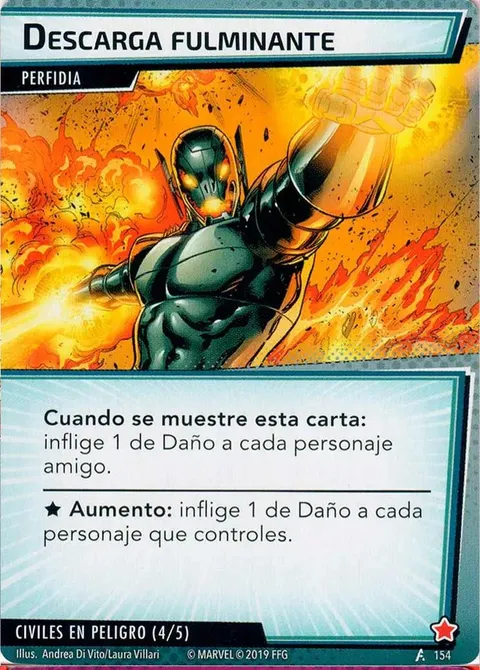 DESCARGA FULMINANTE
PERFIDIA
Cuando se muestre esta carta:
inflige 1 de Daño a cada personaje
amigo.
★ Aumento: inflige 1 de Daño a cada
personaje que controles.
CIVILES EN PELIGRO (4/5)
Illus. Andrea Di Vito/Laura Villari
© MARVEL © 2019 FFG
154